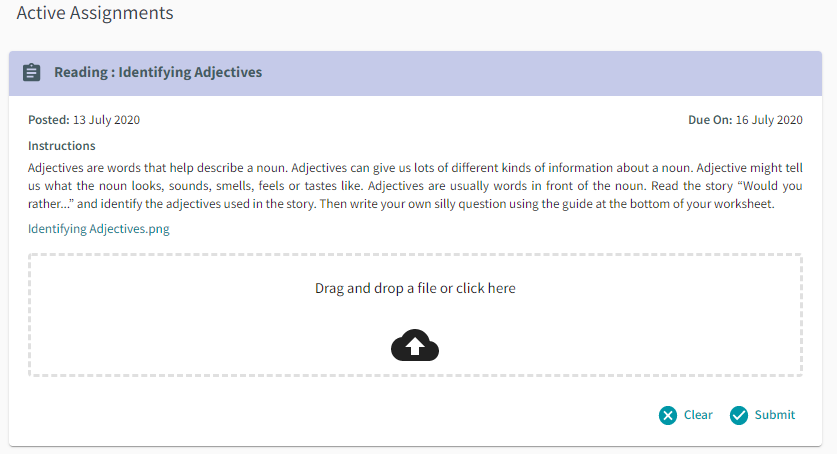 Active Assignments
Reading : Identifying Adjectives
Posted: 13 July 2020 Due On: 16 July 2020
Instructions
Adjectives are words that help describe a noun. Adjectives can give us lots of different kinds of information about a noun. Adjective might tell
us what the noun looks, sounds, smells, feels or tastes like. Adjectives are usually words in front of the noun. Read the story “Would you
rather...” and identify the adjectives used in the story. Then write your own silly question using the guide at the bottom of your worksheet.
Identifying Adjectives.png
Drag and drop a file or click here
Clear Submit